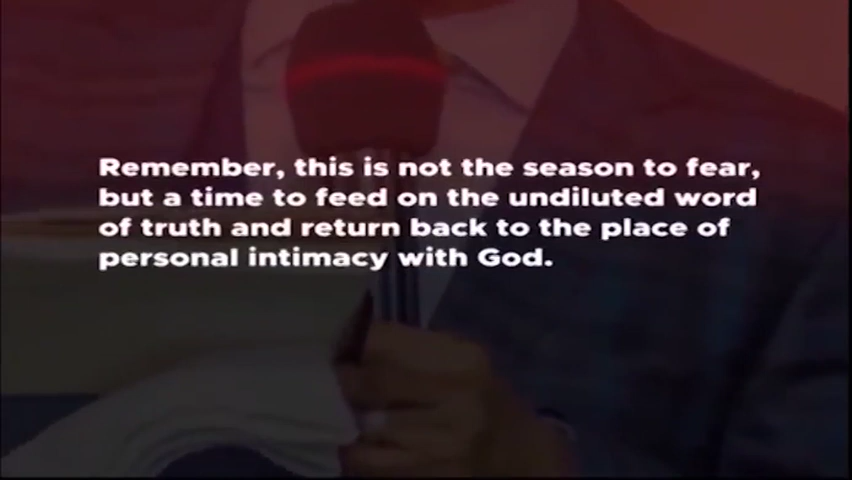 Remember, this is not the season to fear,
but a time to feed on the undiluted word
of truth and return back to the place of
personal intimacy with God.